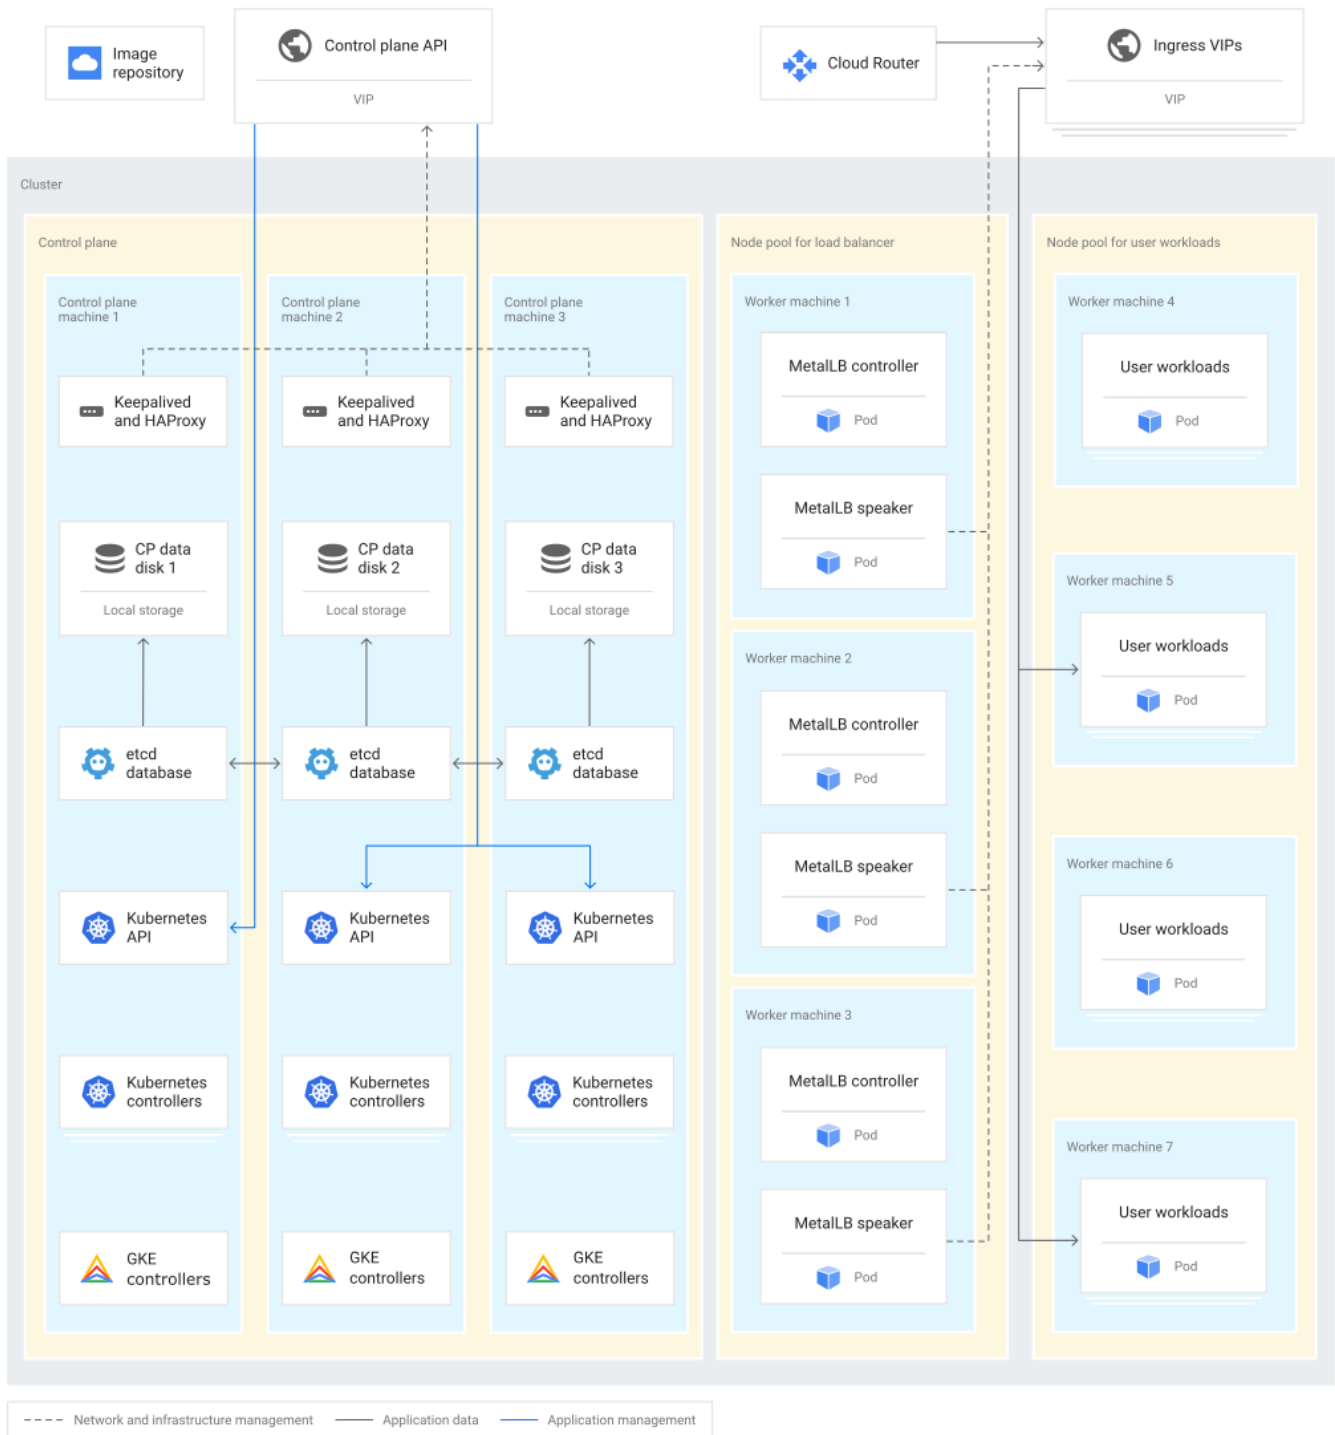 Image
repository
Control plane API
VIP
Cloud Router
Ingress VIPs
VIP
Cluster
Control plane
Control plane
machine 1
Keepalived
and HAProxy
CP data
disk 1
Local storage
etcd
database
Kubernetes
API
Kubernetes
controllers
GKE
controllers
Control plane
machine 2
Keepalived
and HAProxy
CP data
disk 2
Local storage
etcd
database
Kubernetes
API
Kubernetes
controllers
GKE
controllers
Control plane
machine 3
Keepalived
and HAProxy
CP data
disk 3
Local storage
etcd
database
Kubernetes
API
Kubernetes
controllers
GKE
controllers
Node pool for load balancer
Worker machine 1
MetalLB controller
Pod
MetalLB speaker
Pod
Worker machine 2
MetalLB controller
Pod
MetalLB speaker
Pod
Worker machine 3
MetalLB controller
Pod
MetalLB speaker
Pod
Node pool for user workloads
Worker machine 4
User workloads
Pod
Worker machine 5
User workloads
Pod
Worker machine 6
User workloads
Pod
Worker machine 7
User workloads
Pod
Network and infrastructure management
Application data
Application management